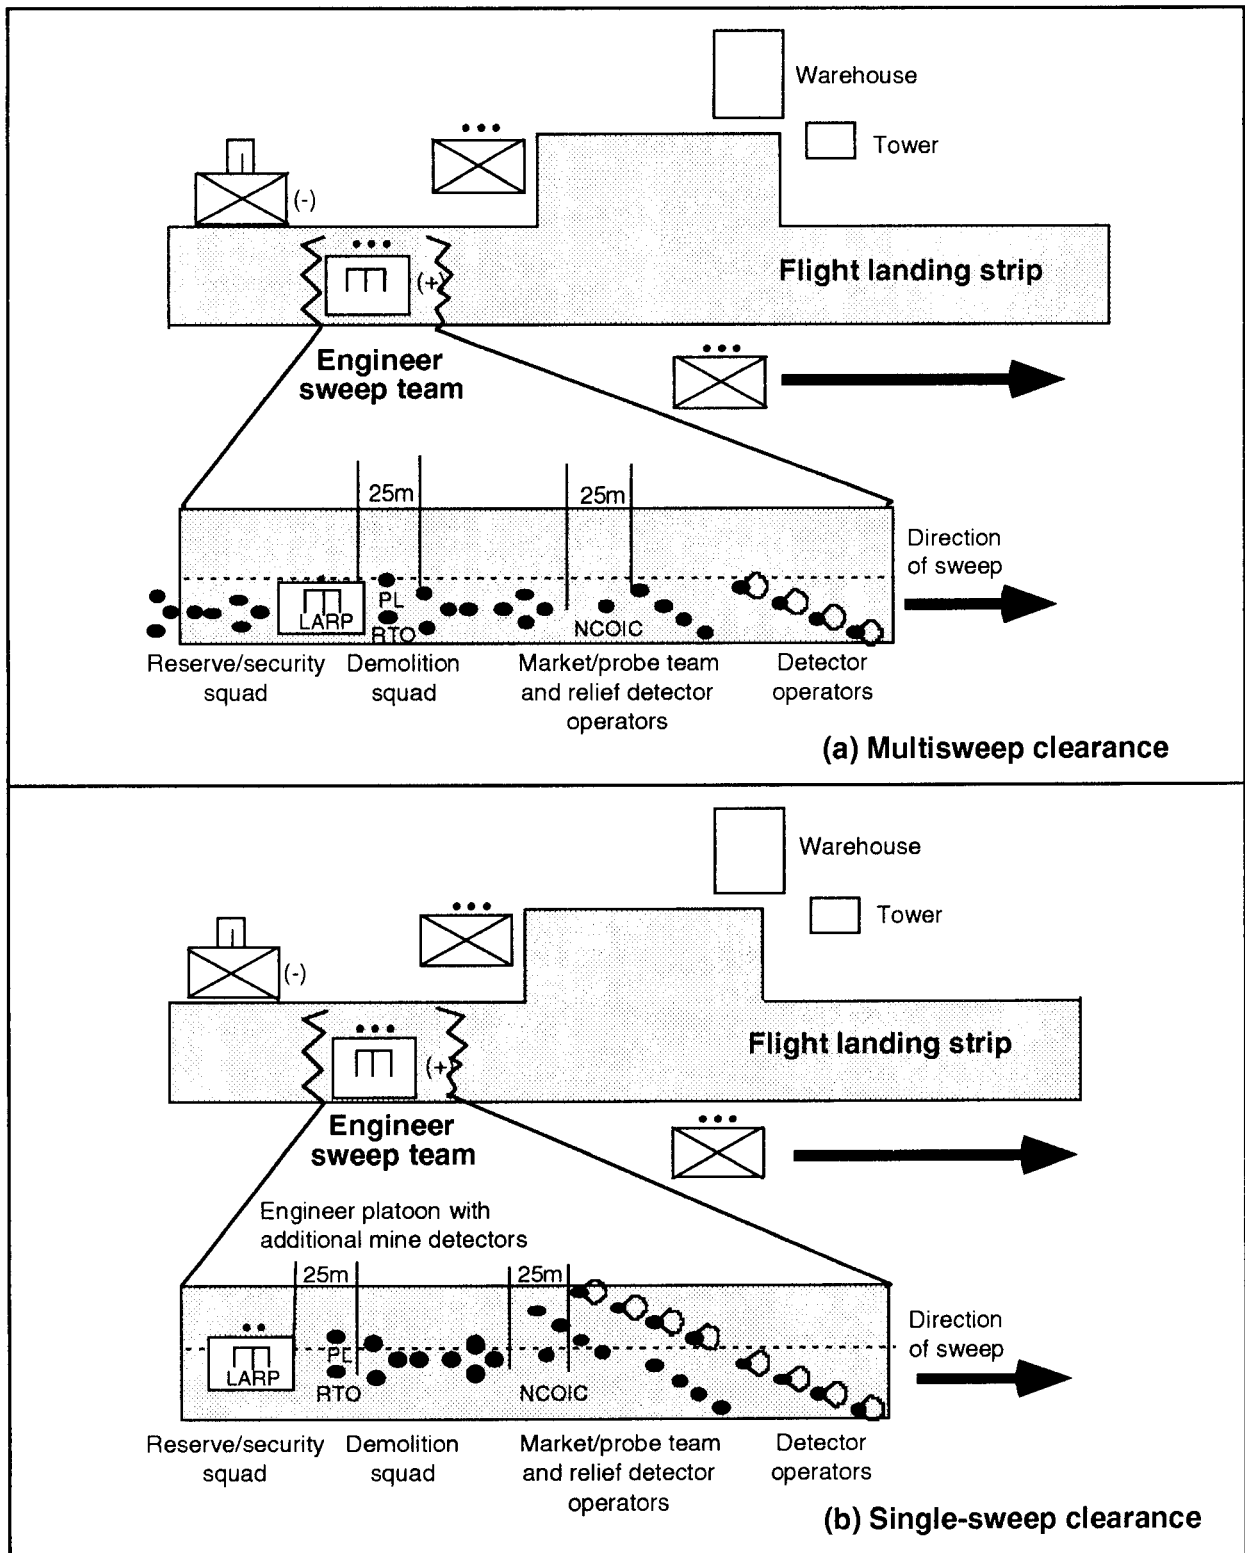 Warehouse
Tower
(-)
Flight landing strip
(+)
Engineer
sweep team
25m
25m
Direction
of sweep
PL
LARP
RTO
NCOIC
Reserve/security
squad
Demolition
squad
Market/probe team
and relief detector
operators
Detector
operators
(a) Multisweep clearance
Warehouse
Tower
(-)
Flight landing strip
(+)
Engineer
sweep team
Engineer platoon with
additional mine detectors
25m
25m
Direction
of sweep
PL
LARP
RTO
NCOIC
Reserve/security
squad
Demolition
squad
Market/probe team
and relief detector
operators
Detector
operators
(b) Single-sweep clearance